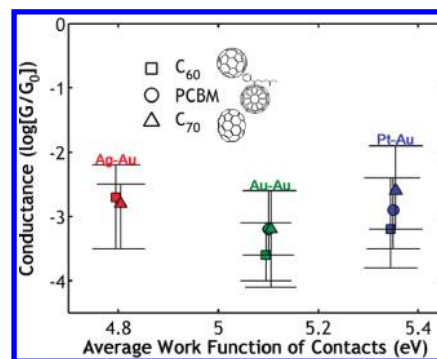 0
-1
-2
-3
-4
Conductance (log[G/G₀])
C₆₀
PCBM
C₇₀
Ag-Au
Au-Au
Pt-Au
4.8 5 5.2 5.4
Average Work Function of Contacts (eV)